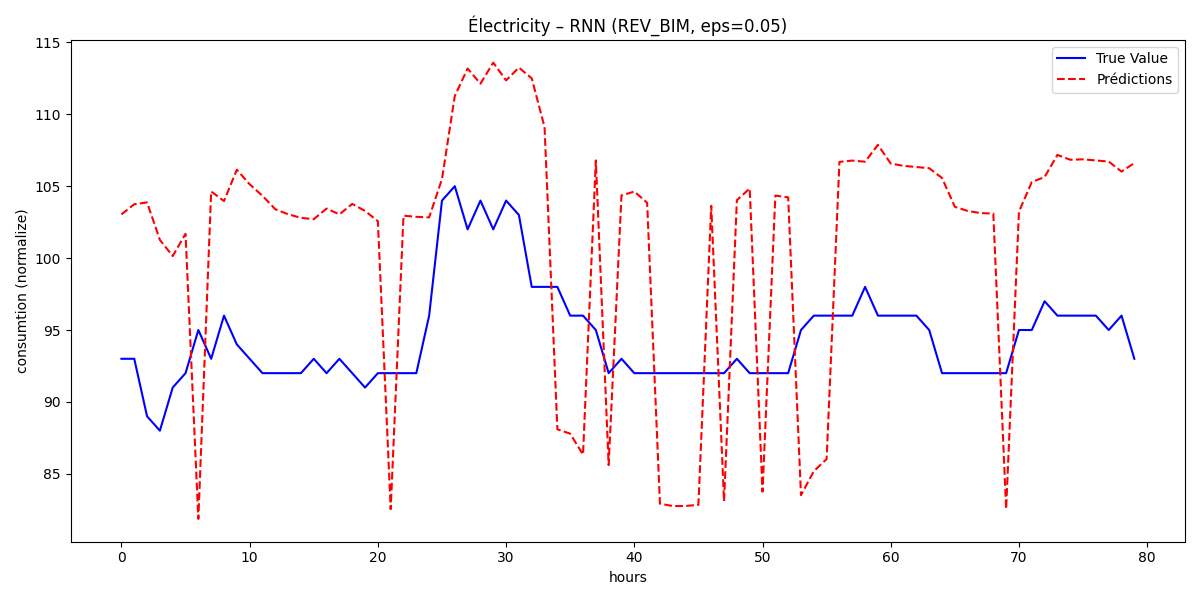 Électricity – RNN (REV_BIM, eps=0.05)
True Value
Prédictions
consumtion (normalize)
115
110
105
100
95
90
85
0 10 20 30 40 50 60 70 80
hours